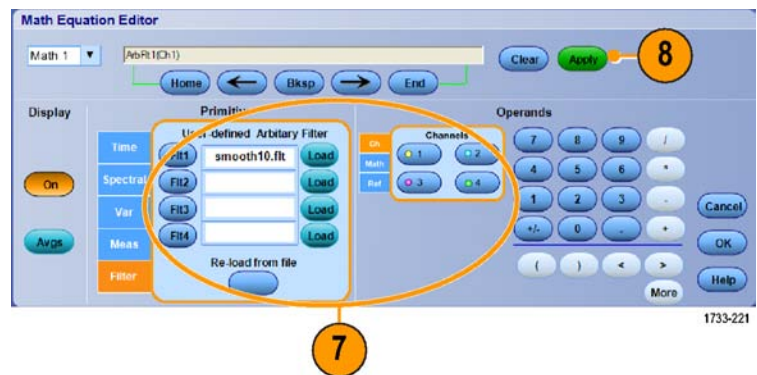 Math Equation Editor
Math 1
ArbFlt1(Ch1)
Clear
Apply
8
Home
Bksp
End
Display
Operands
User-defined Arbitary Filter
Channels
Time
Spectral
Var
Meas
Filter
Flt1
smooth10.flt
Load
Flt2
Load
Flt3
Load
Flt4
Load
Re-load from file
Ch
Math
Ref
1
2
3
4
7 8 9 /
4 5 6 *
1 2 3 -
+/- 0 . +
( ) < >
More
On
Avgs
Cancel
OK
Help
1733-221
7